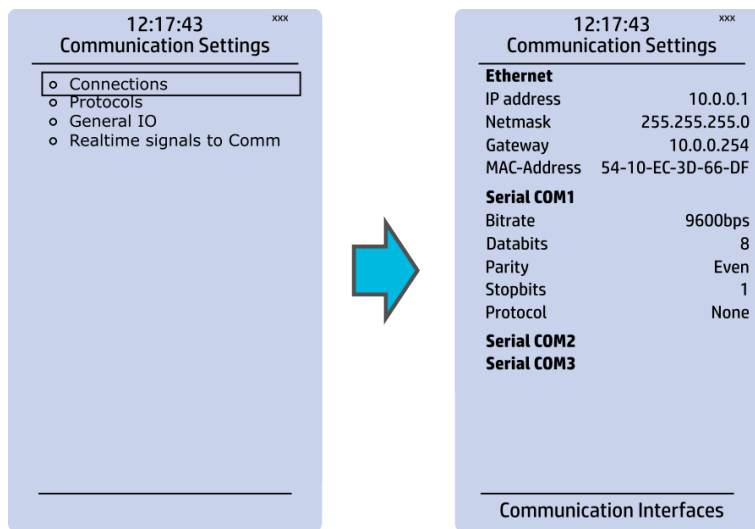 12:17:43 xxx
Communication Settings
Connections
Protocols
General IO
Realtime signals to Comm
12:17:43 xxx
Communication Settings
Ethernet
IP address 10.0.0.1
Netmask 255.255.255.0
Gateway 10.0.0.254
MAC-Address 54-10-EC-3D-66-DF
Serial COM1
Bitrate 9600bps
Databits 8
Parity Even
Stopbits 1
Protocol None
Serial COM2
Serial COM3
Communication Interfaces